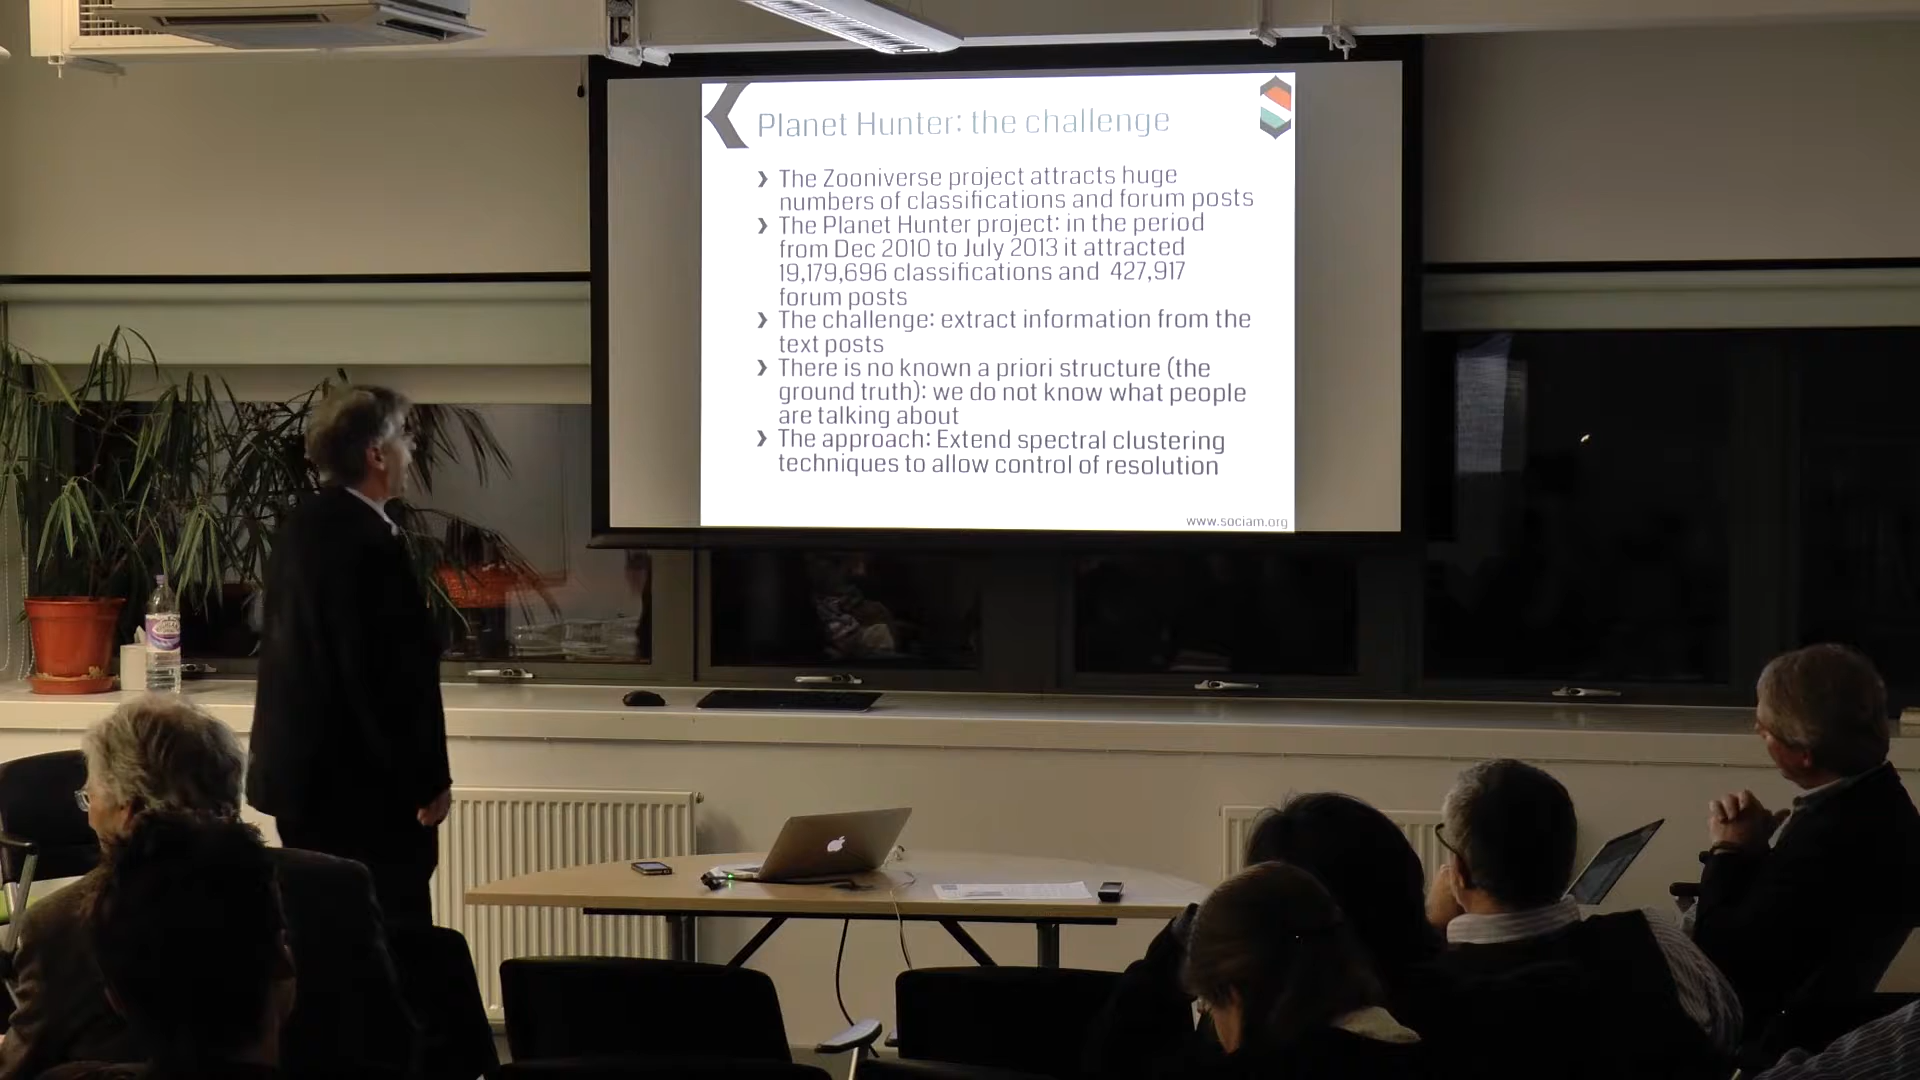 Planet Hunter: the challenge
❯ The Zooniverse project attracts huge
numbers of classifications and forum posts
❯ The Planet Hunter project: in the period
from Dec 2010 to July 2013 it attracted
19,179,696 classifications and 427,917
forum posts
❯ The challenge: extract information from the
text posts
❯ There is no known a priori structure (the
ground truth): we do not know what people
are talking about
❯ The approach: Extend spectral clustering
techniques to allow control of resolution
www.sociam.org